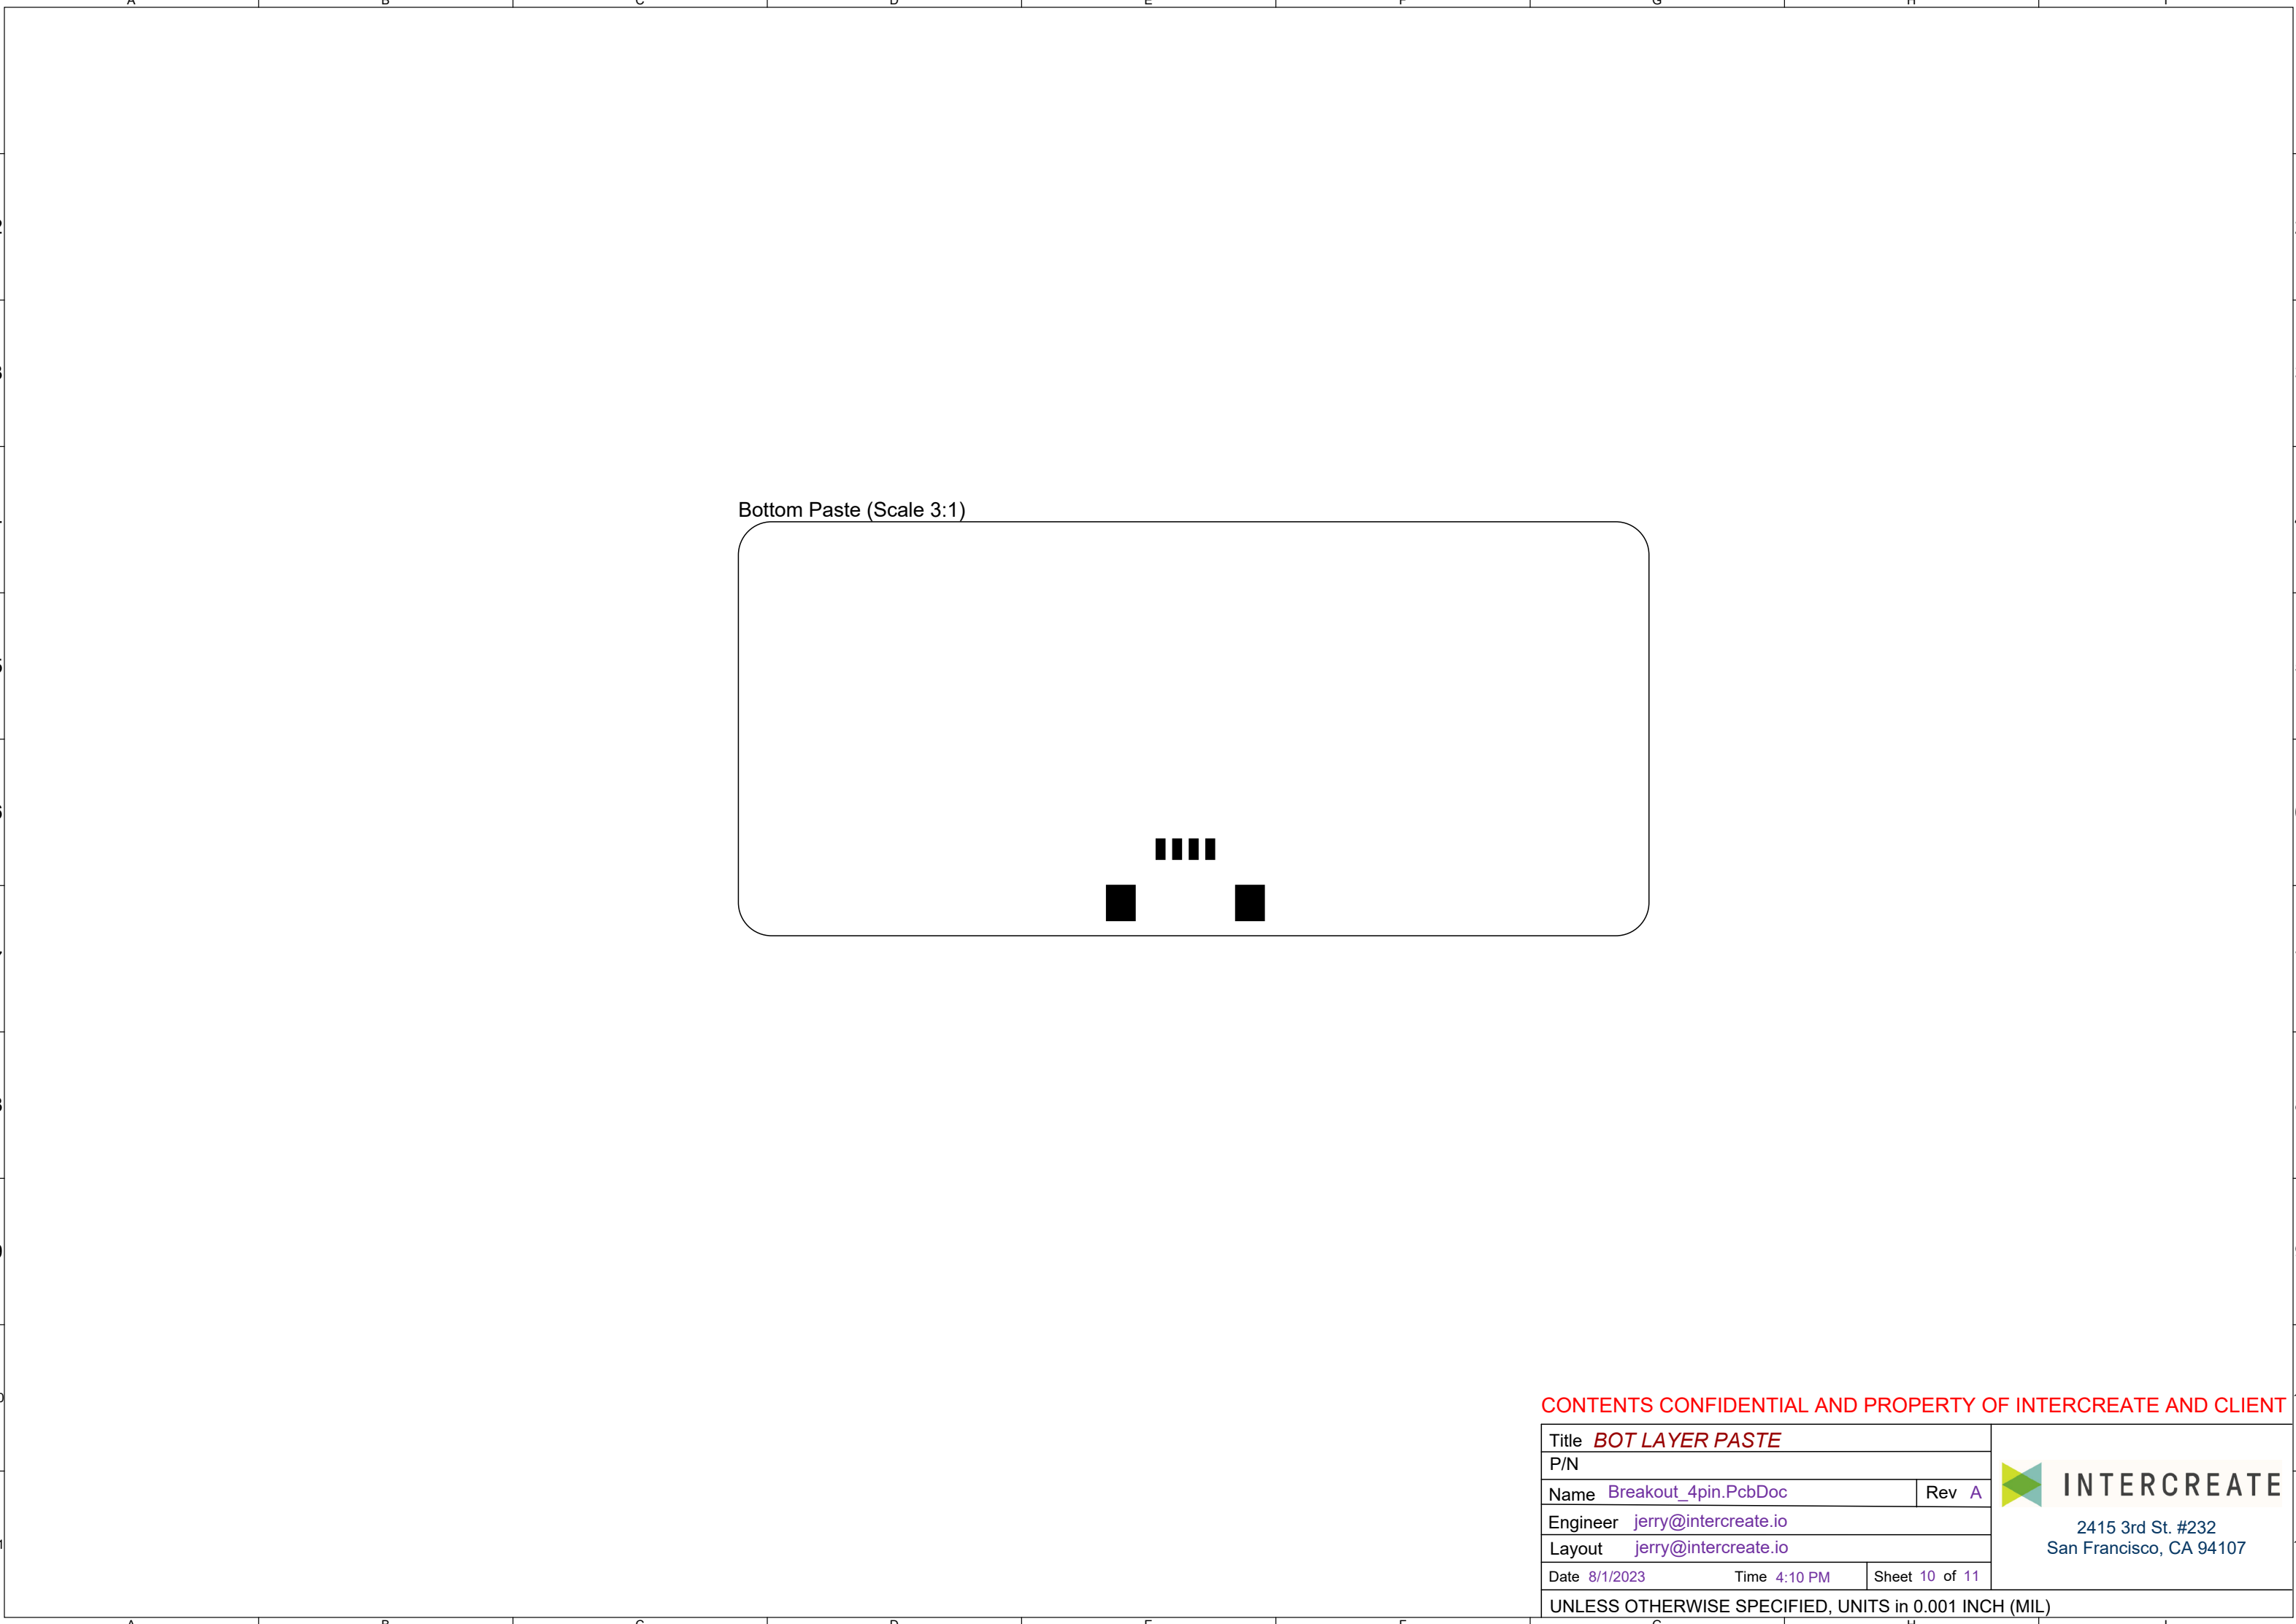 A B C D E F G H I
Bottom Paste (Scale 3:1)
CONTENTS CONFIDENTIAL AND PROPERTY OF INTERCREATE AND CLIENT
Title BOT LAYER PASTE
P/N
Name Breakout_4pin.PcbDoc Rev A
Engineer jerry@intercreate.io
Layout jerry@intercreate.io
Date 8/1/2023 Time 4:10 PM Sheet 10 of 11
UNLESS OTHERWISE SPECIFIED, UNITS in 0.001 INCH (MIL)
INTERCREATE
2415 3rd St. #232
San Francisco, CA 94107